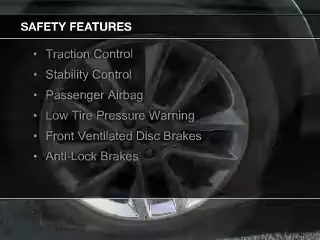 SAFETY FEATURES
• Traction Control
• Stability Control
• Passenger Airbag
• Low Tire Pressure Warning
• Front Ventilated Disc Brakes
• Anti-Lock Brakes